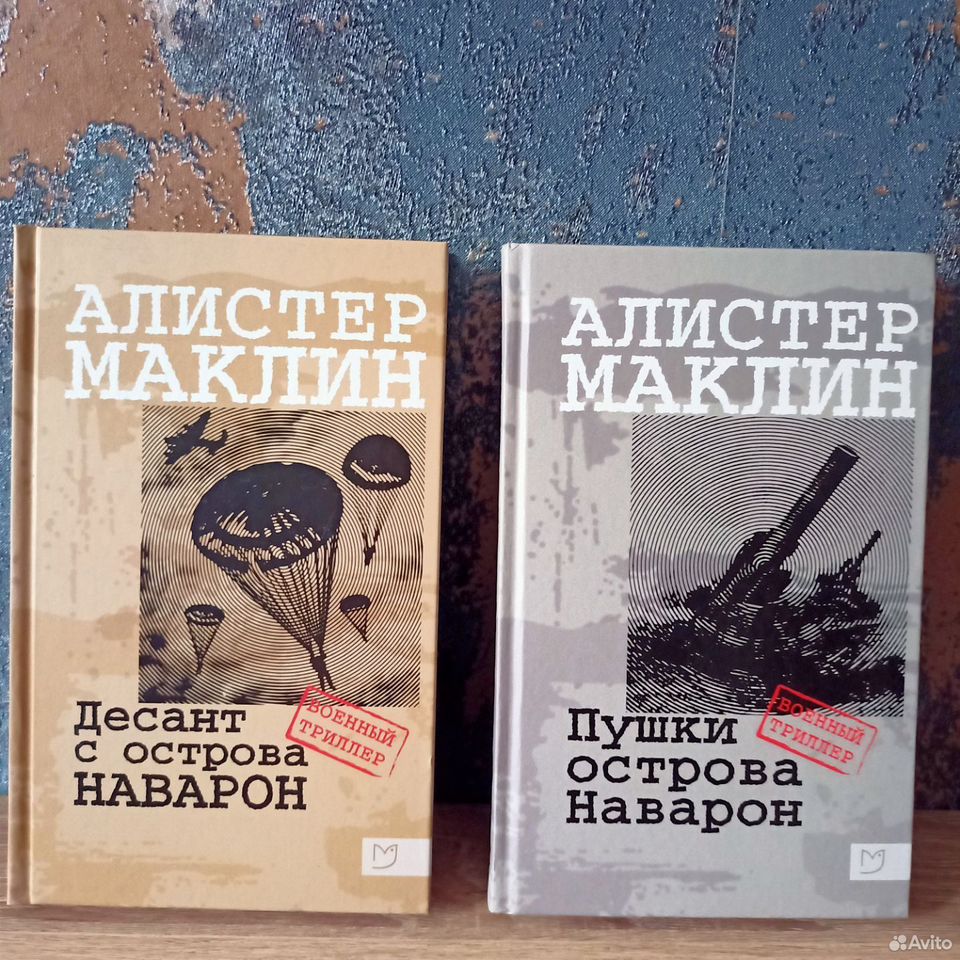 АЛИСТЕР
МАКЛИН
Десант
с острова
НАВАРОН
ВОЕННЫЙ
ТРИЛЛЕР
АЛИСТЕР
МАКЛИН
Пушки
острова
Наварон
ВОЕННЫЙ
ТРИЛЛЕР
Avito